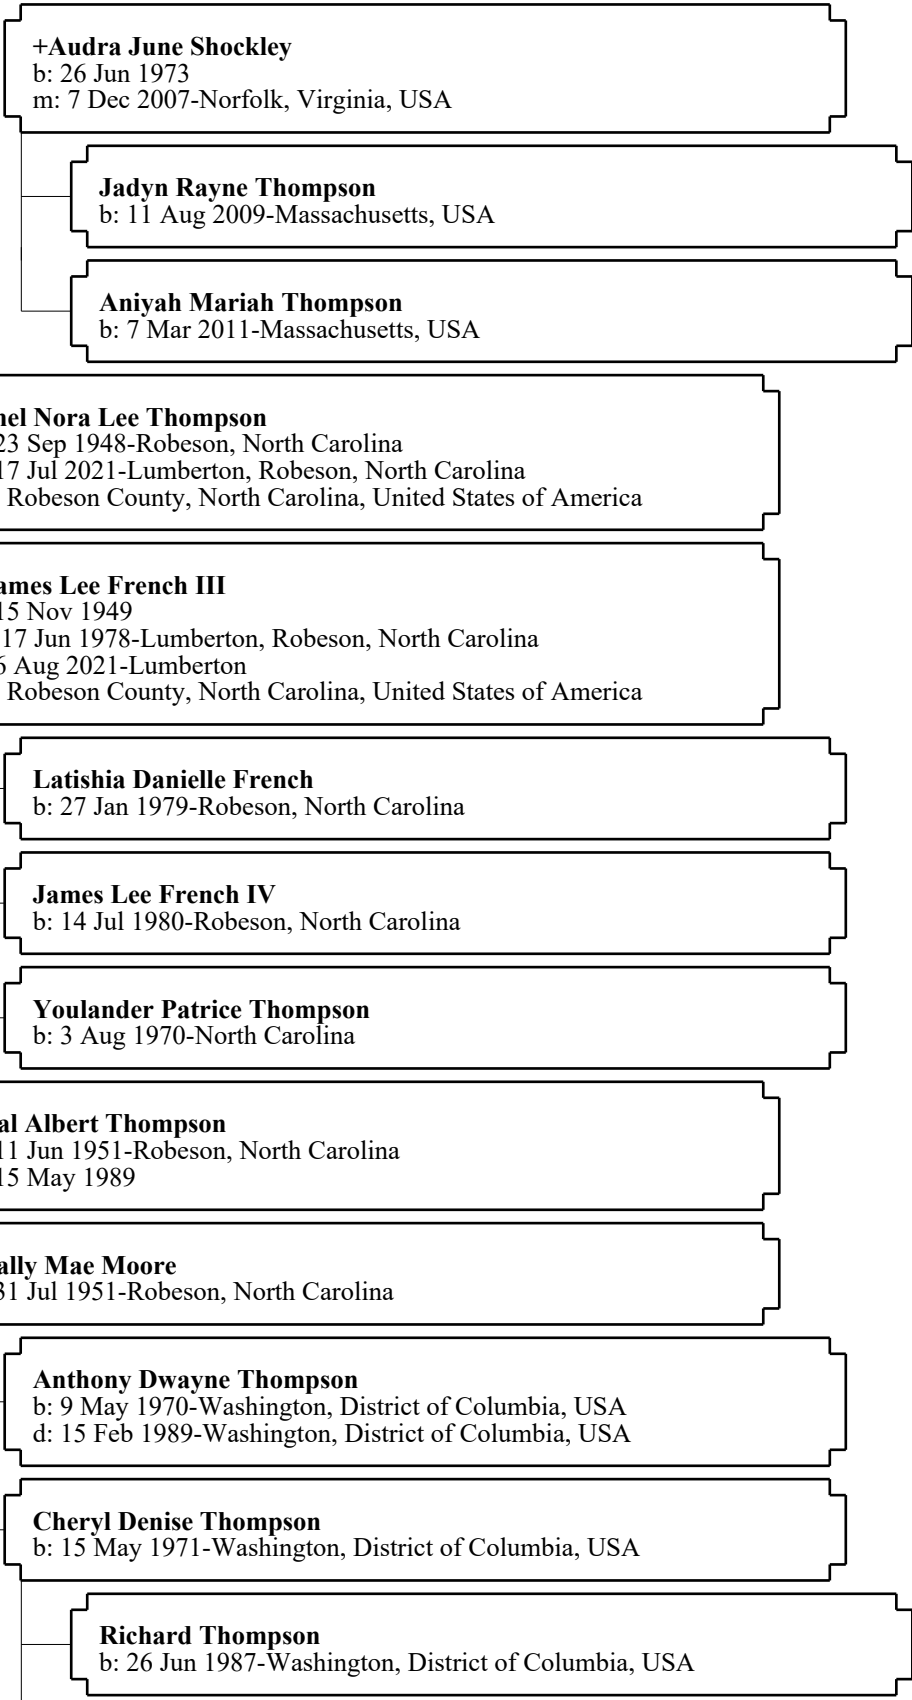 +Audra June Shockley
b: 26 Jun 1973
m: 7 Dec 2007-Norfolk, Virginia, USA
Jadyn Rayne Thompson
b: 11 Aug 2009-Massachusetts, USA
Aniyah Mariah Thompson
b: 7 Mar 2011-Massachusetts, USA
nel Nora Lee Thompson
23 Sep 1948-Robeson, North Carolina
17 Jul 2021-Lumberton, Robeson, North Carolina
Robeson County, North Carolina, United States of America
ames Lee French III
15 Nov 1949
17 Jun 1978-Lumberton, Robeson, North Carolina
6 Aug 2021-Lumberton
Robeson County, North Carolina, United States of America
Latishia Danielle French
b: 27 Jan 1979-Robeson, North Carolina
James Lee French IV
b: 14 Jul 1980-Robeson, North Carolina
Youlander Patrice Thompson
b: 3 Aug 1970-North Carolina
al Albert Thompson
11 Jun 1951-Robeson, North Carolina
15 May 1989
ally Mae Moore
31 Jul 1951-Robeson, North Carolina
Anthony Dwayne Thompson
b: 9 May 1970-Washington, District of Columbia, USA
d: 15 Feb 1989-Washington, District of Columbia, USA
Cheryl Denise Thompson
b: 15 May 1971-Washington, District of Columbia, USA
Richard Thompson
b: 26 Jun 1987-Washington, District of Columbia, USA